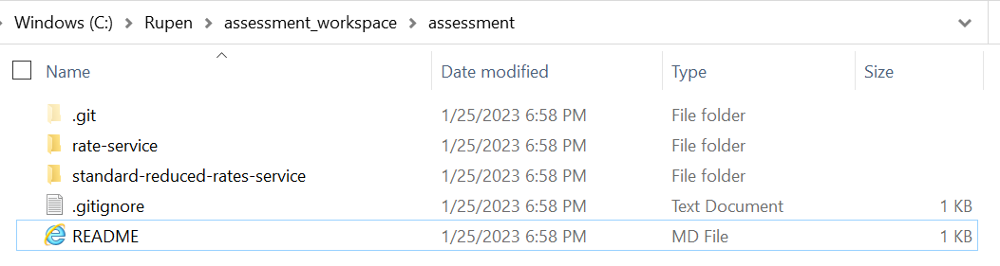 Windows (C:) > Rupen > assessment_workspace > assessment
Name Date modified Type Size
.git 1/25/2023 6:58 PM File folder
rate-service 1/25/2023 6:58 PM File folder
standard-reduced-rates-service 1/25/2023 6:58 PM File folder
.gitignore 1/25/2023 6:58 PM Text Document 1 KB
README 1/25/2023 6:58 PM MD File 1 KB